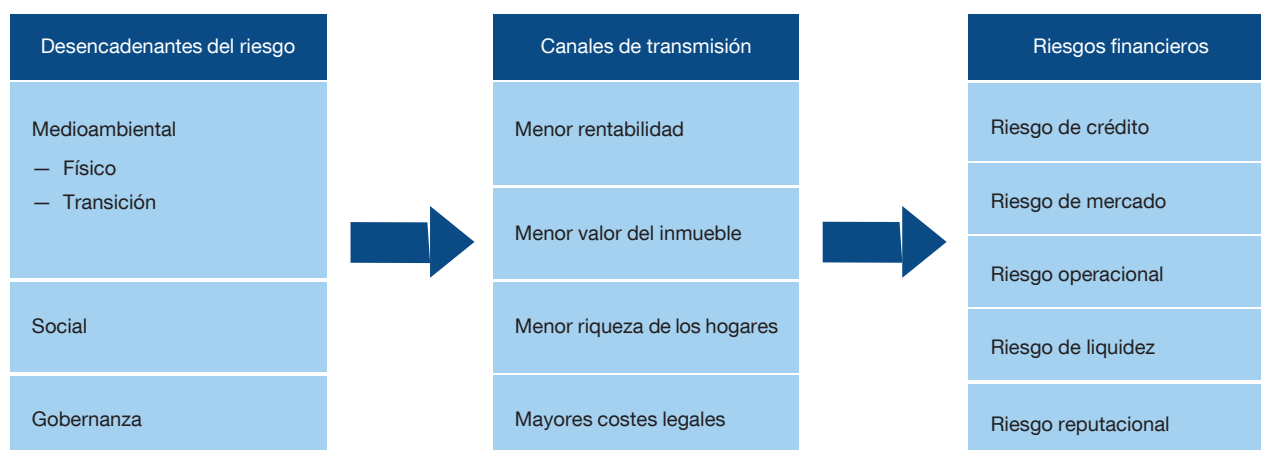 Desencadenantes del riesgo
Medioambiental
— Físico
— Transición
Social
Gobernanza
Canales de transmisión
Menor rentabilidad
Menor valor del inmueble
Menor riqueza de los hogares
Mayores costes legales
Riesgos financieros
Riesgo de crédito
Riesgo de mercado
Riesgo operacional
Riesgo de liquidez
Riesgo reputacional